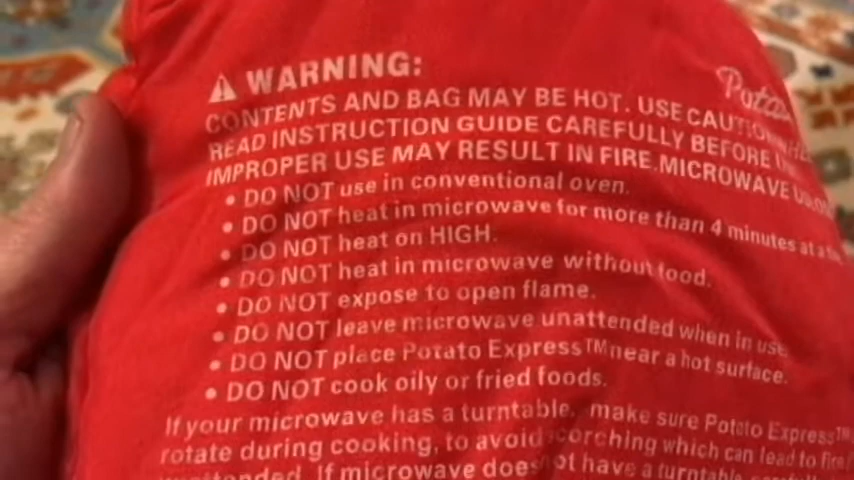 ⚠ WARNING:
Potato
CONTENTS AND BAG MAY BE HOT. USE CAUTION
READ INSTRUCTION GUIDE CAREFULLY BEFORE
IMPROPER USE MAY RESULT IN FIRE. MICROWAVE
• DO NOT use in conventional oven.
• DO NOT heat in microwave for more than 4 minutes at a
• DO NOT heat on HIGH.
• DO NOT heat in microwave without food.
• DO NOT expose to open flame.
• DO NOT leave microwave unattended when in use
• DO NOT place Potato Express™ near a hot surface.
• DO NOT cook oily or fried foods.
If your microwave has a turntable, make sure Potato Express™
rotate during cooking, to avoid scorching which can lead to fire
If microwave does not have a turntable